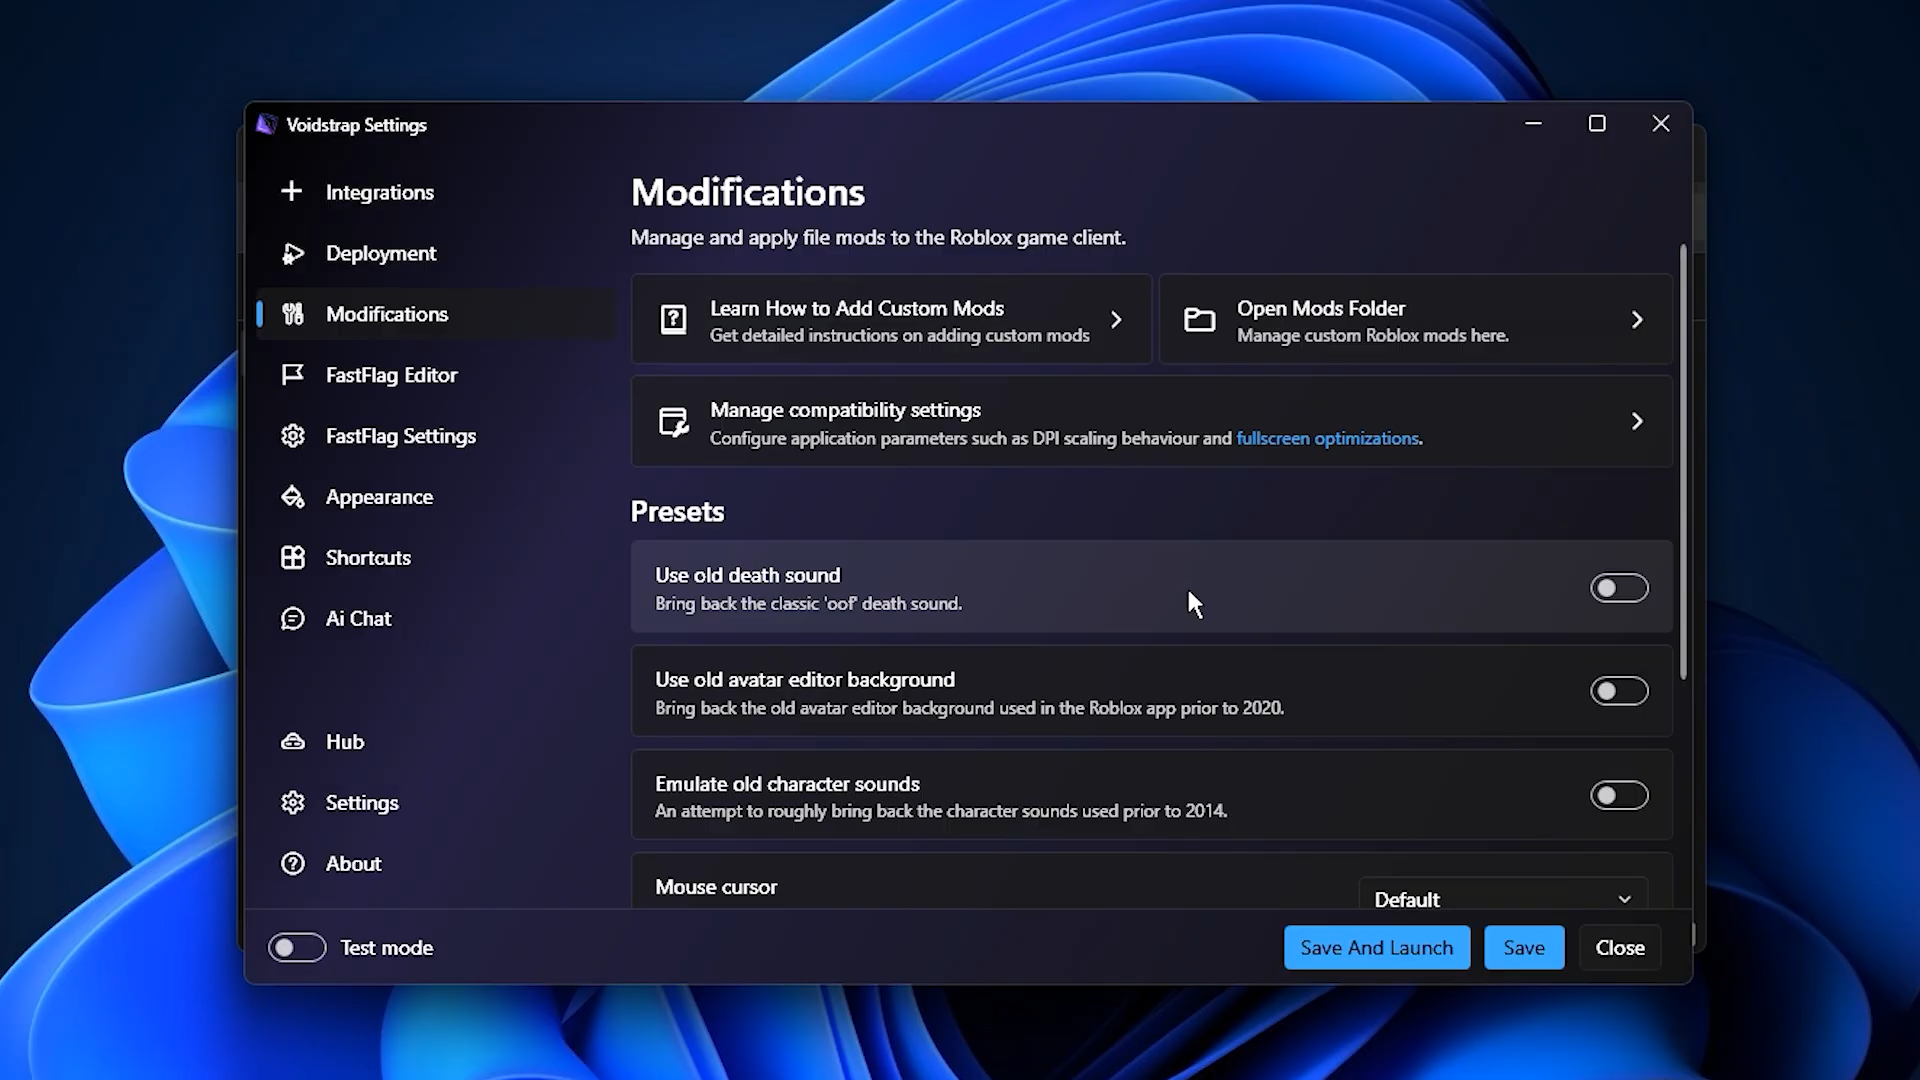 Voidstrap Settings
Integrations
Deployment
Modifications
FastFlag Editor
FastFlag Settings
Appearance
Shortcuts
Ai Chat
Hub
Settings
About
Modifications
Manage and apply file mods to the Roblox game client.
Learn How to Add Custom Mods
Get detailed instructions on adding custom mods
Open Mods Folder
Manage custom Roblox mods here.
Manage compatibility settings
Configure application parameters such as DPI scaling behaviour and fullscreen optimizations.
Presets
Use old death sound
Bring back the classic 'oof' death sound.
Use old avatar editor background
Bring back the old avatar editor background used in the Roblox app prior to 2020.
Emulate old character sounds
An attempt to roughly bring back the character sounds used prior to 2014.
Mouse cursor
Default
Test mode
Save And Launch
Save
Close